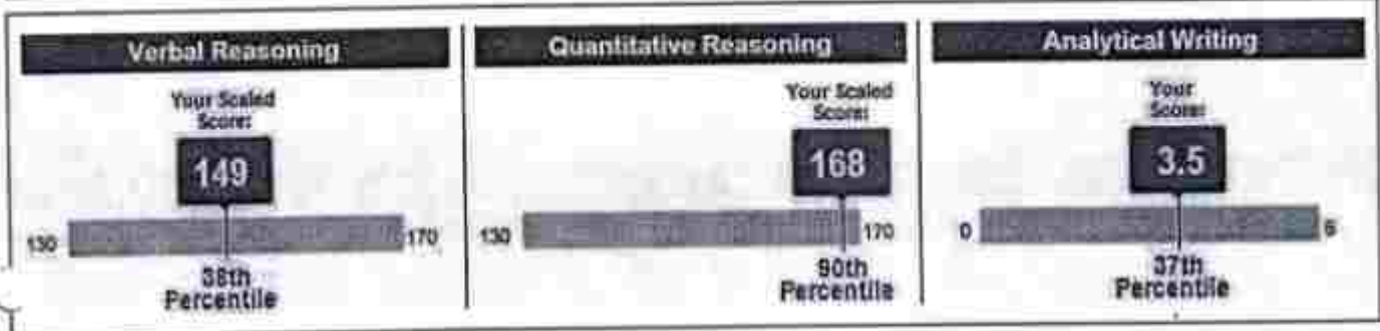 Verbal Reasoning
Your Scaled
Score:
149
130
170
38th
Percentile
Quantitative Reasoning
Your Scaled
Score:
168
130
170
90th
Percentile
Analytical Writing
Your
Score:
3.5
0
6
37th
Percentile